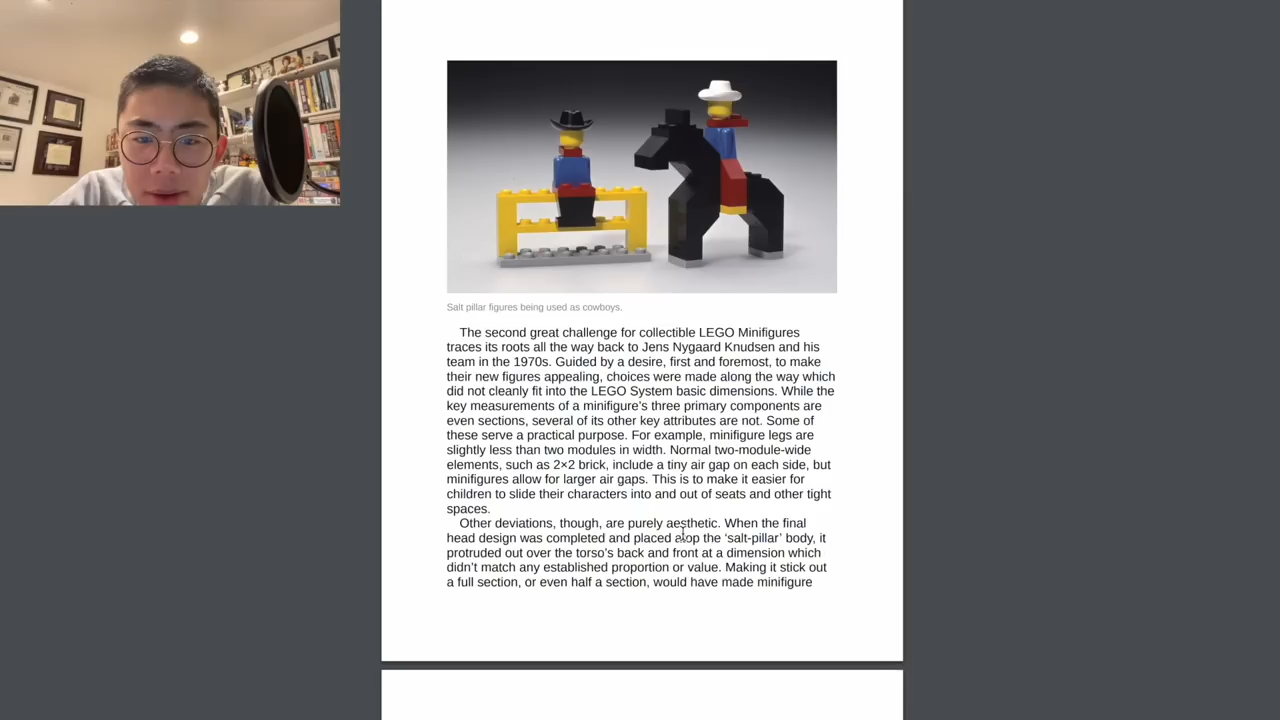 Salt pillar figures being used as cowboys.
The second great challenge for collectible LEGO Minifigures
traces its roots all the way back to Jens Nygaard Knudsen and his
team in the 1970s. Guided by a desire, first and foremost, to make
their new figures appealing, choices were made along the way which
did not cleanly fit into the LEGO System basic dimensions. While the
key measurements of a minifigure’s three primary components are
even sections, several of its other key attributes are not. Some of
these serve a practical purpose. For example, minifigure legs are
slightly less than two modules in width. Normal two-module-wide
elements, such as 2×2 brick, include a tiny air gap on each side, but
minifigures allow for larger air gaps. This is to make it easier for
children to slide their characters into and out of seats and other tight
spaces.
Other deviations, though, are purely aesthetic. When the final
head design was completed and placed atop the ‘salt-pillar’ body, it
protruded out over the torso’s back and front at a dimension which
didn’t match any established proportion or value. Making it stick out
a full section, or even half a section, would have made minifigure